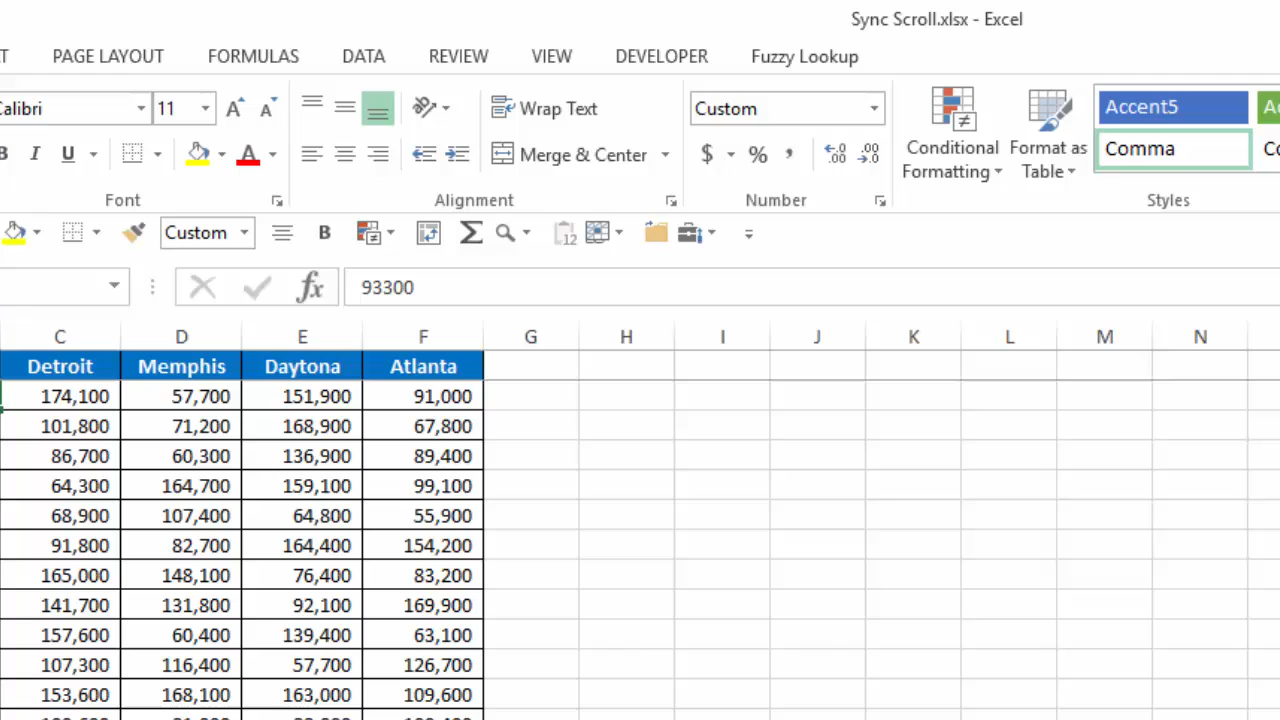 Sync Scroll.xlsx - Excel
PAGE LAYOUT FORMULAS DATA REVIEW VIEW DEVELOPER Fuzzy Lookup
Calibri 11 A A Wrap Text Custom Conditional Formatting Format as Table Accent5
B I U A Merge & Center $ % , .00 .0 Comma
Font Alignment Number Styles
Custom B Σ 12
fx 93300
C D E F G H I J K L M N
Detroit Memphis Daytona Atlanta
174,100 57,700 151,900 91,000
101,800 71,200 168,900 67,800
86,700 60,300 136,900 89,400
64,300 164,700 159,100 99,100
68,900 107,400 64,800 55,900
91,800 82,700 164,400 154,200
165,000 148,100 76,400 83,200
141,700 131,800 92,100 169,900
157,600 60,400 139,400 63,100
107,300 116,400 57,700 126,700
153,600 168,100 163,000 109,600